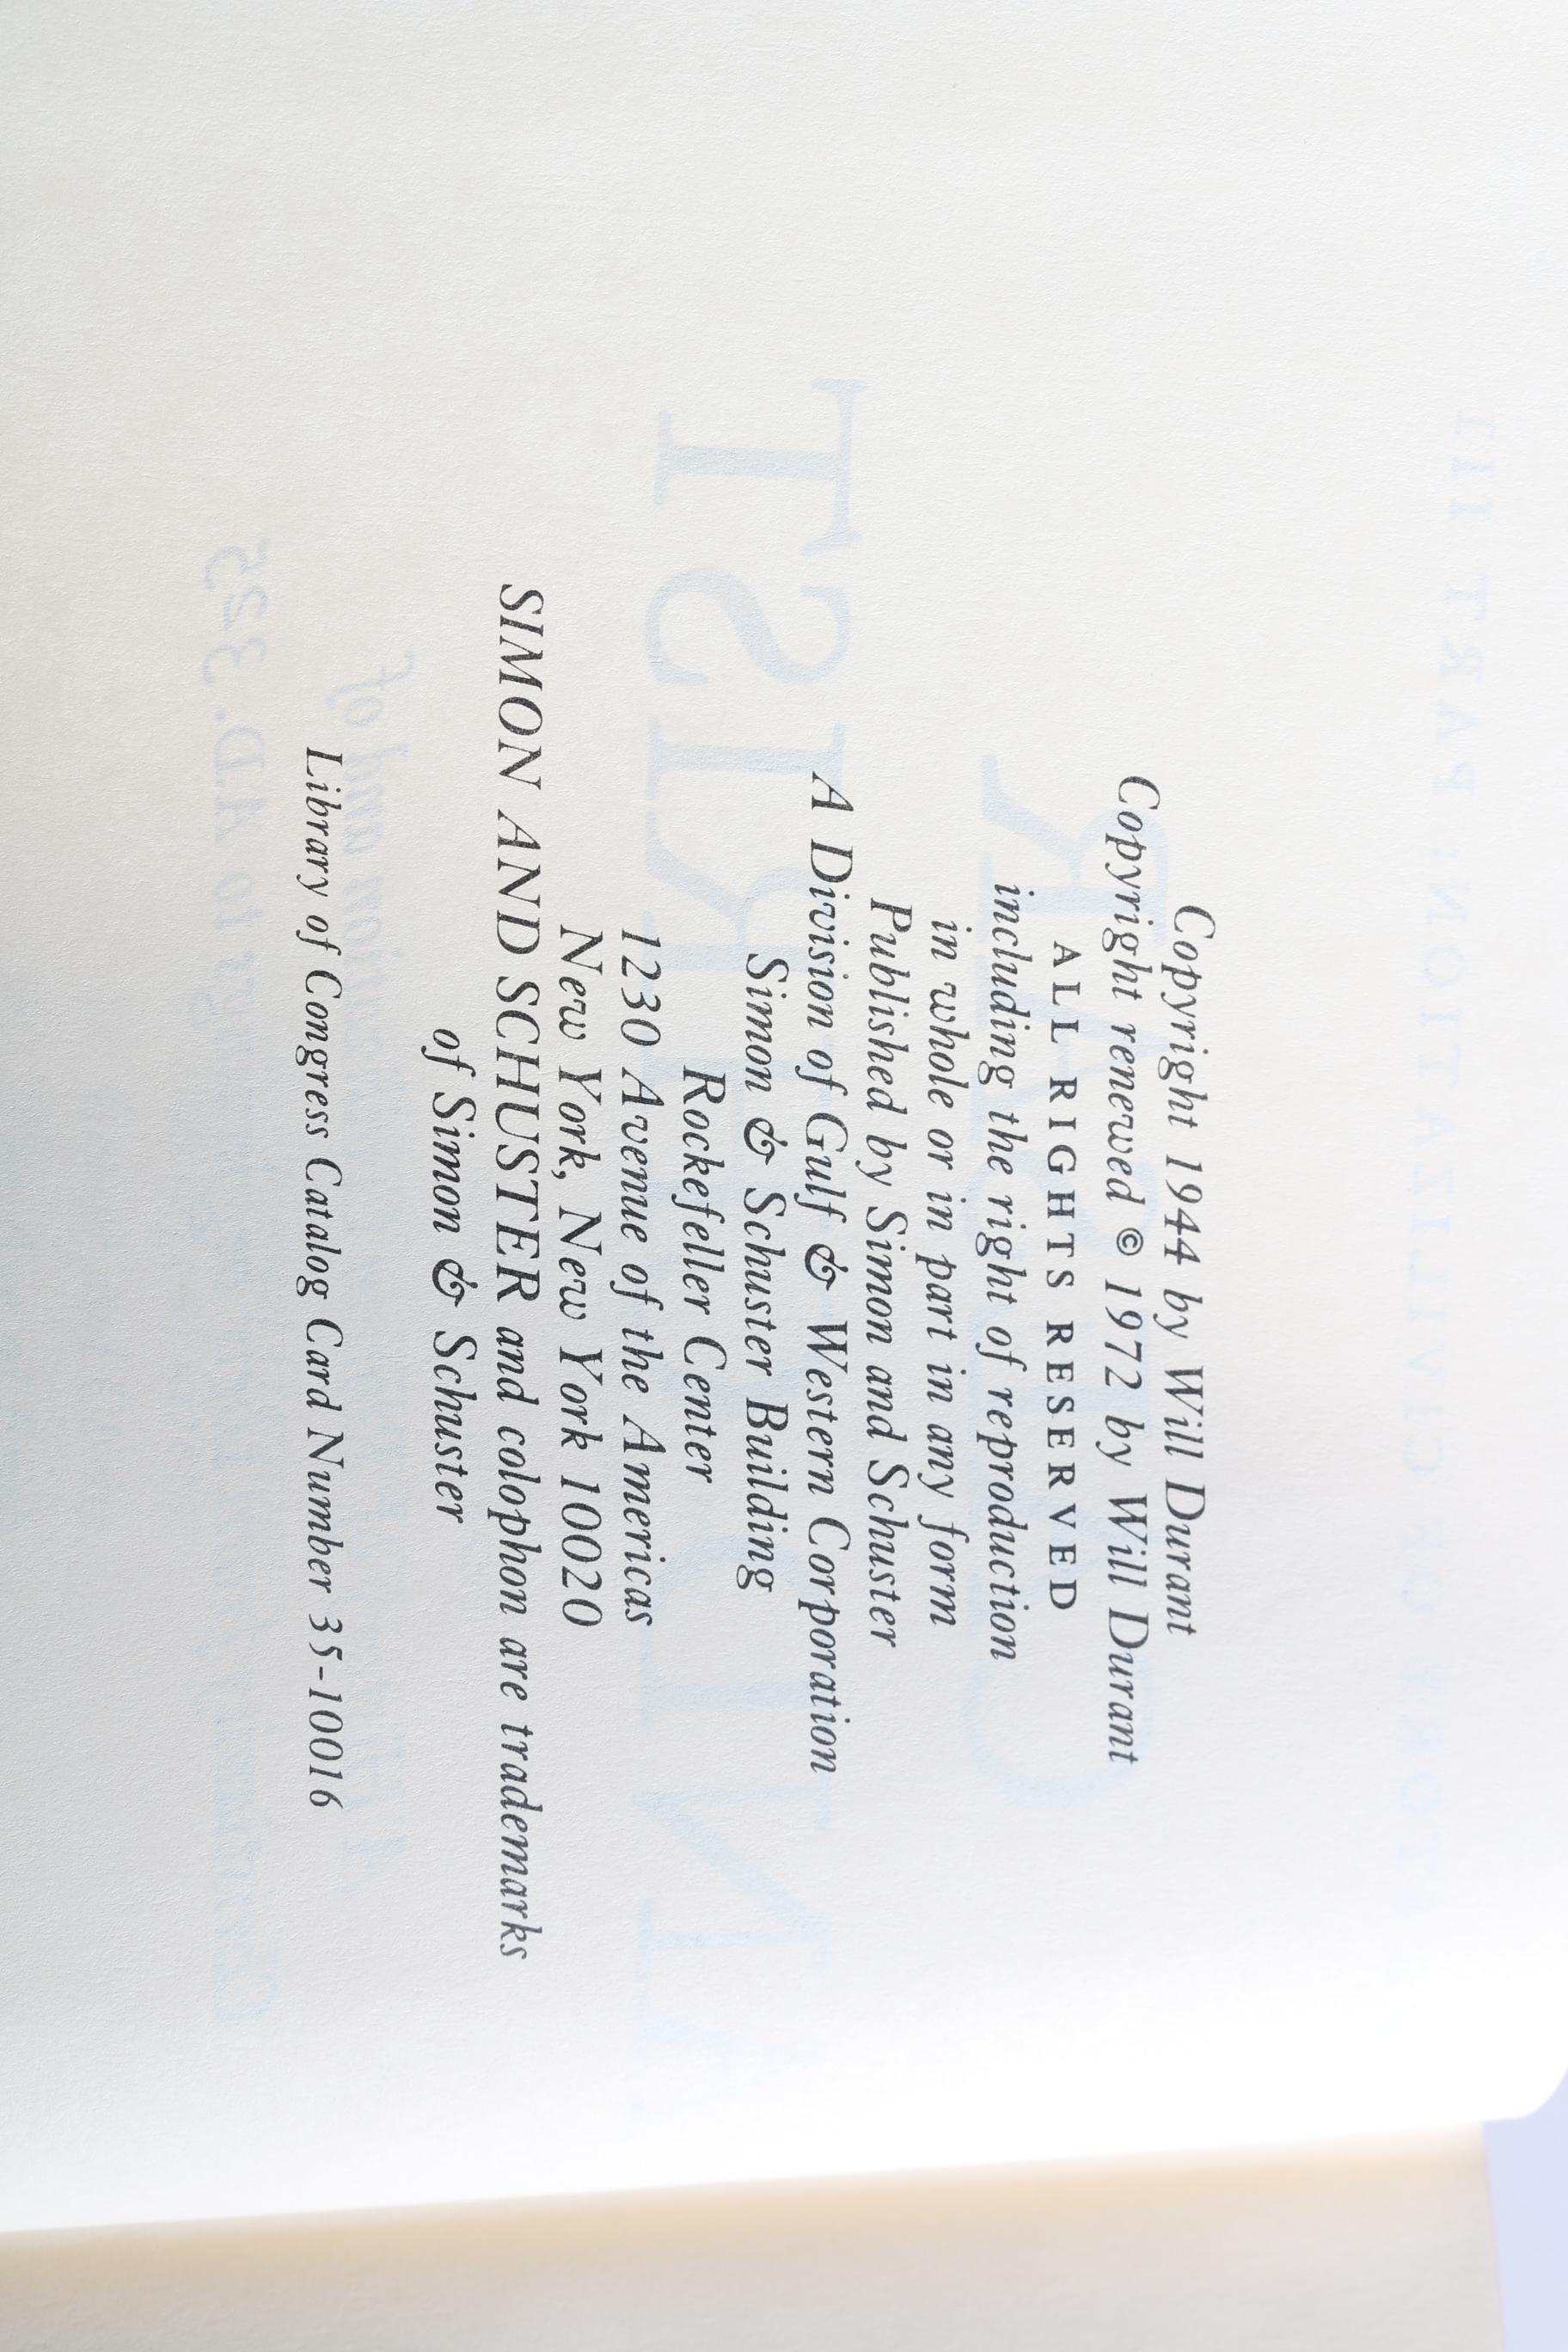 Copyright 1944 by Will Durant
Copyright renewed © 1972 by Will Durant
ALL RIGHTS RESERVED
including the right of reproduction
in whole or in part in any form
Published by Simon and Schuster
A Division of Gulf & Western Corporation
Simon & Schuster Building
Rockefeller Center
1230 Avenue of the Americas
New York, New York 10020
SIMON AND SCHUSTER and colophon are trademarks
of Simon & Schuster
Library of Congress Catalog Card Number 35-10016